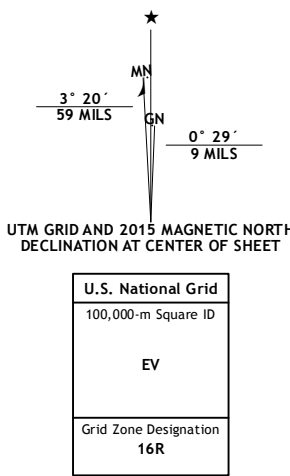 ★
MN
GN
3° 20´
59 MILS
0° 29´
9 MILS
UTM GRID AND 2015 MAGNETIC NORTH
DECLINATION AT CENTER OF SHEET
U.S. National Grid
100,000-m Square ID
EV
Grid Zone Designation
16R